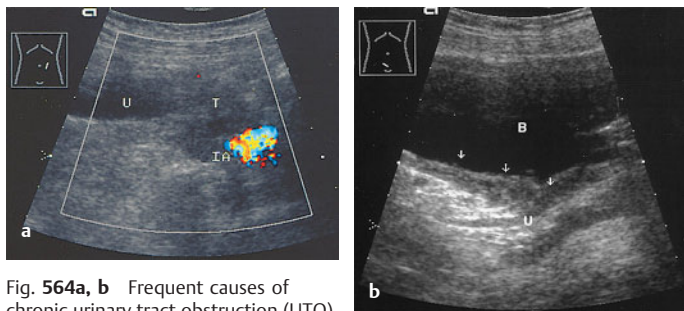 U
T
IA
a
B
U
b
Fig. 564a, b Frequent causes of
chronic urinary tract obstruction (UTO)